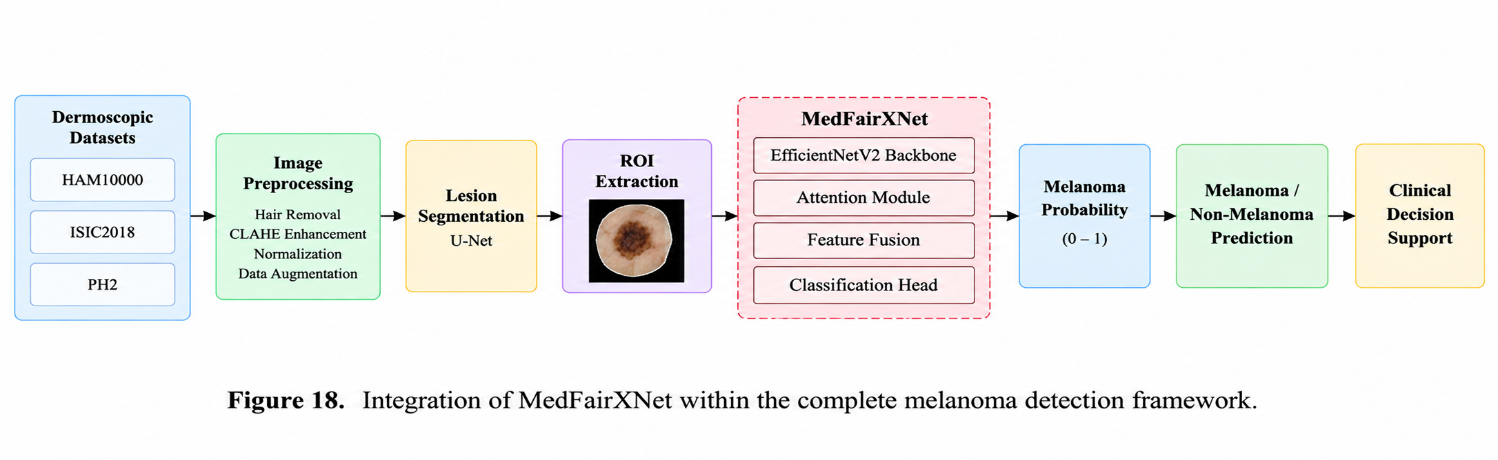 Dermoscopic
Datasets
HAM10000
ISIC2018
PH2
Image
Preprocessing
Hair Removal
CLAHE Enhancement
Normalization
Data Augmentation
Lesion
Segmentation
U-Net
ROI
Extraction
MedFairXNet
EfficientNetV2 Backbone
Attention Module
Feature Fusion
Classification Head
Melanoma
Probability
(0 – 1)
Melanoma /
Non-Melanoma
Prediction
Clinical
Decision
Support
Figure 18. Integration of MedFairXNet within the complete melanoma detection framework.